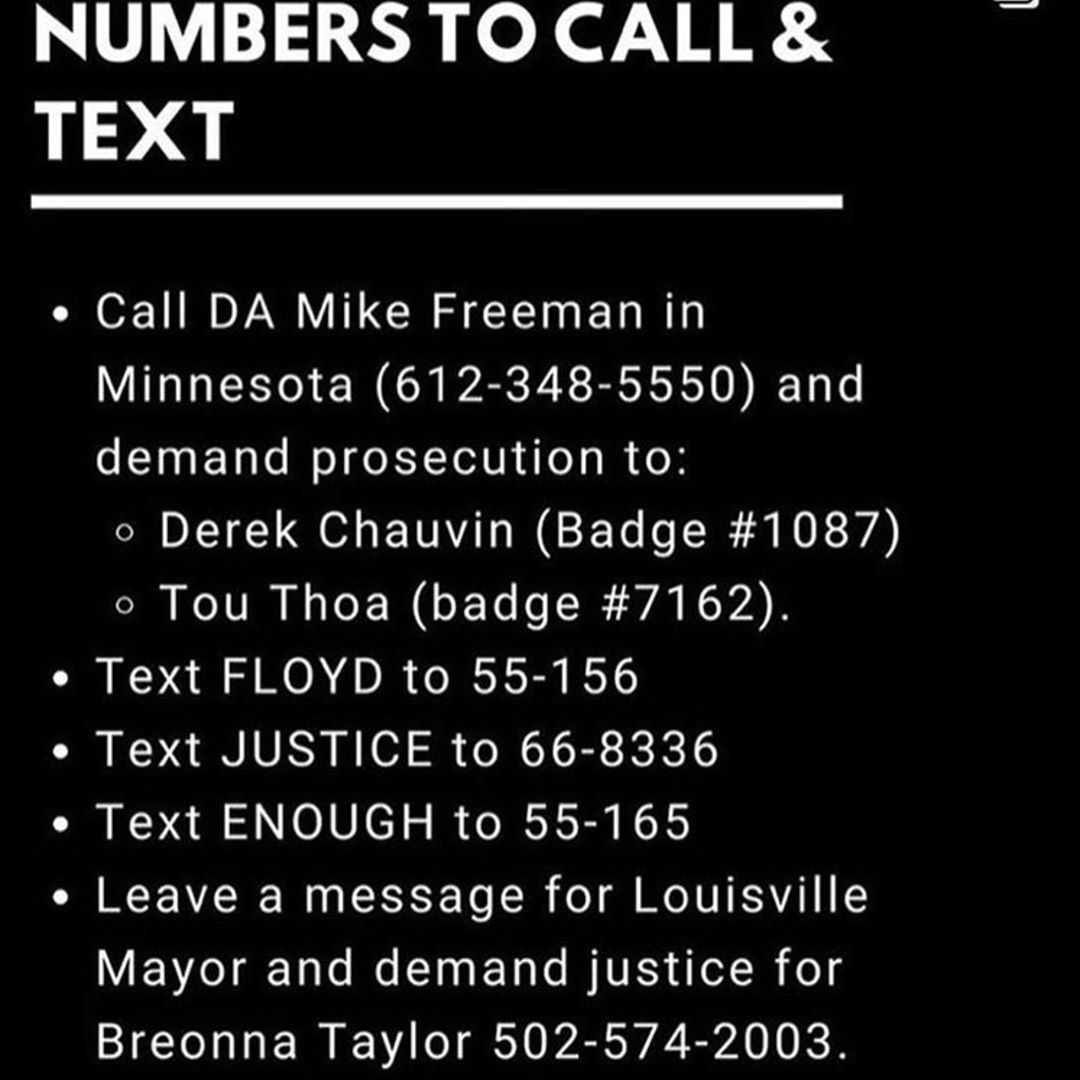 NUMBERS TO CALL &
TEXT
• Call DA Mike Freeman in
Minnesota (612-348-5550) and
demand prosecution to:
◦ Derek Chauvin (Badge #1087)
◦ Tou Thoa (badge #7162).
• Text FLOYD to 55-156
• Text JUSTICE to 66-8336
• Text ENOUGH to 55-165
• Leave a message for Louisville
Mayor and demand justice for
Breonna Taylor 502-574-2003.